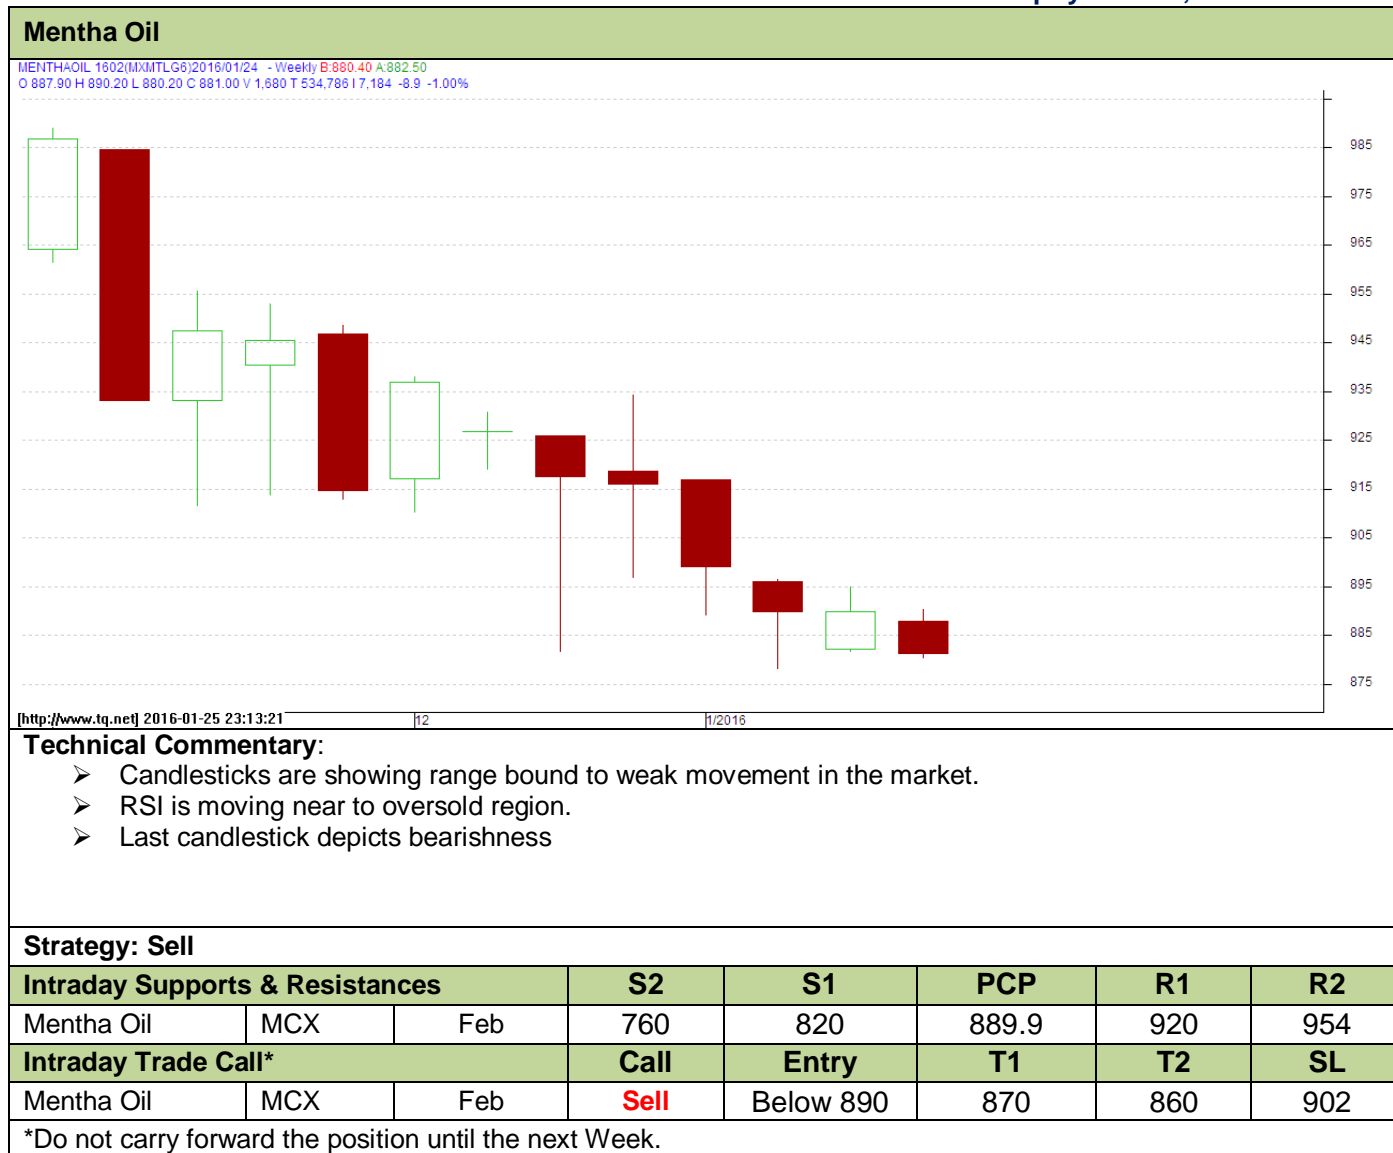 Mentha Oil
MENTHAOIL 1602(MXMTLG6)2016/01/24 - Weekly B:880.40 A:882.50
O 887.90 H 890.20 L 880.20 C 881.00 V 1,680 T 534,786 I 7,184 -8.9 -1.00%
985
975
965
955
945
935
925
915
905
895
885
875
[http://www.tq.net] 2016-01-25 23:13:21 12 1/2016
Technical Commentary:
➢ Candlesticks are showing range bound to weak movement in the market.
➢ RSI is moving near to oversold region.
➢ Last candlestick depicts bearishness
Strategy: Sell
Intraday Supports & Resistances S2 S1 PCP R1 R2
Mentha Oil MCX Feb 760 820 889.9 920 954
Intraday Trade Call* Call Entry T1 T2 SL
Mentha Oil MCX Feb Sell Below 890 870 860 902
*Do not carry forward the position until the next Week.